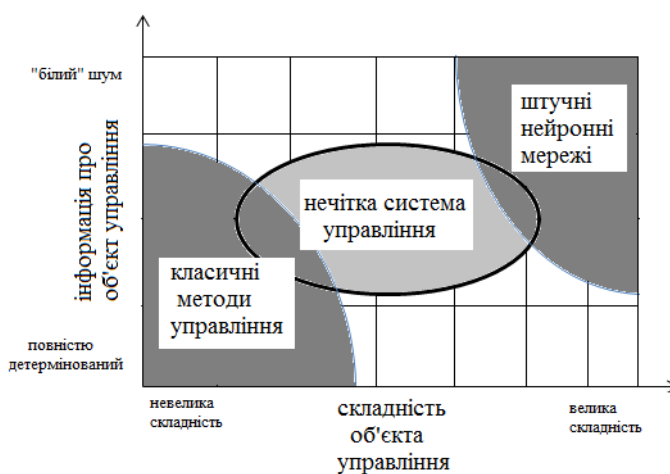 "білий" шум
інформація про
об'єкт управління
повністю
детермінований
штучні
нейронні
мережі
нечітка система
управління
класичні
методи
управління
невелика
складність
складність
об'єкта
управління
велика
складність